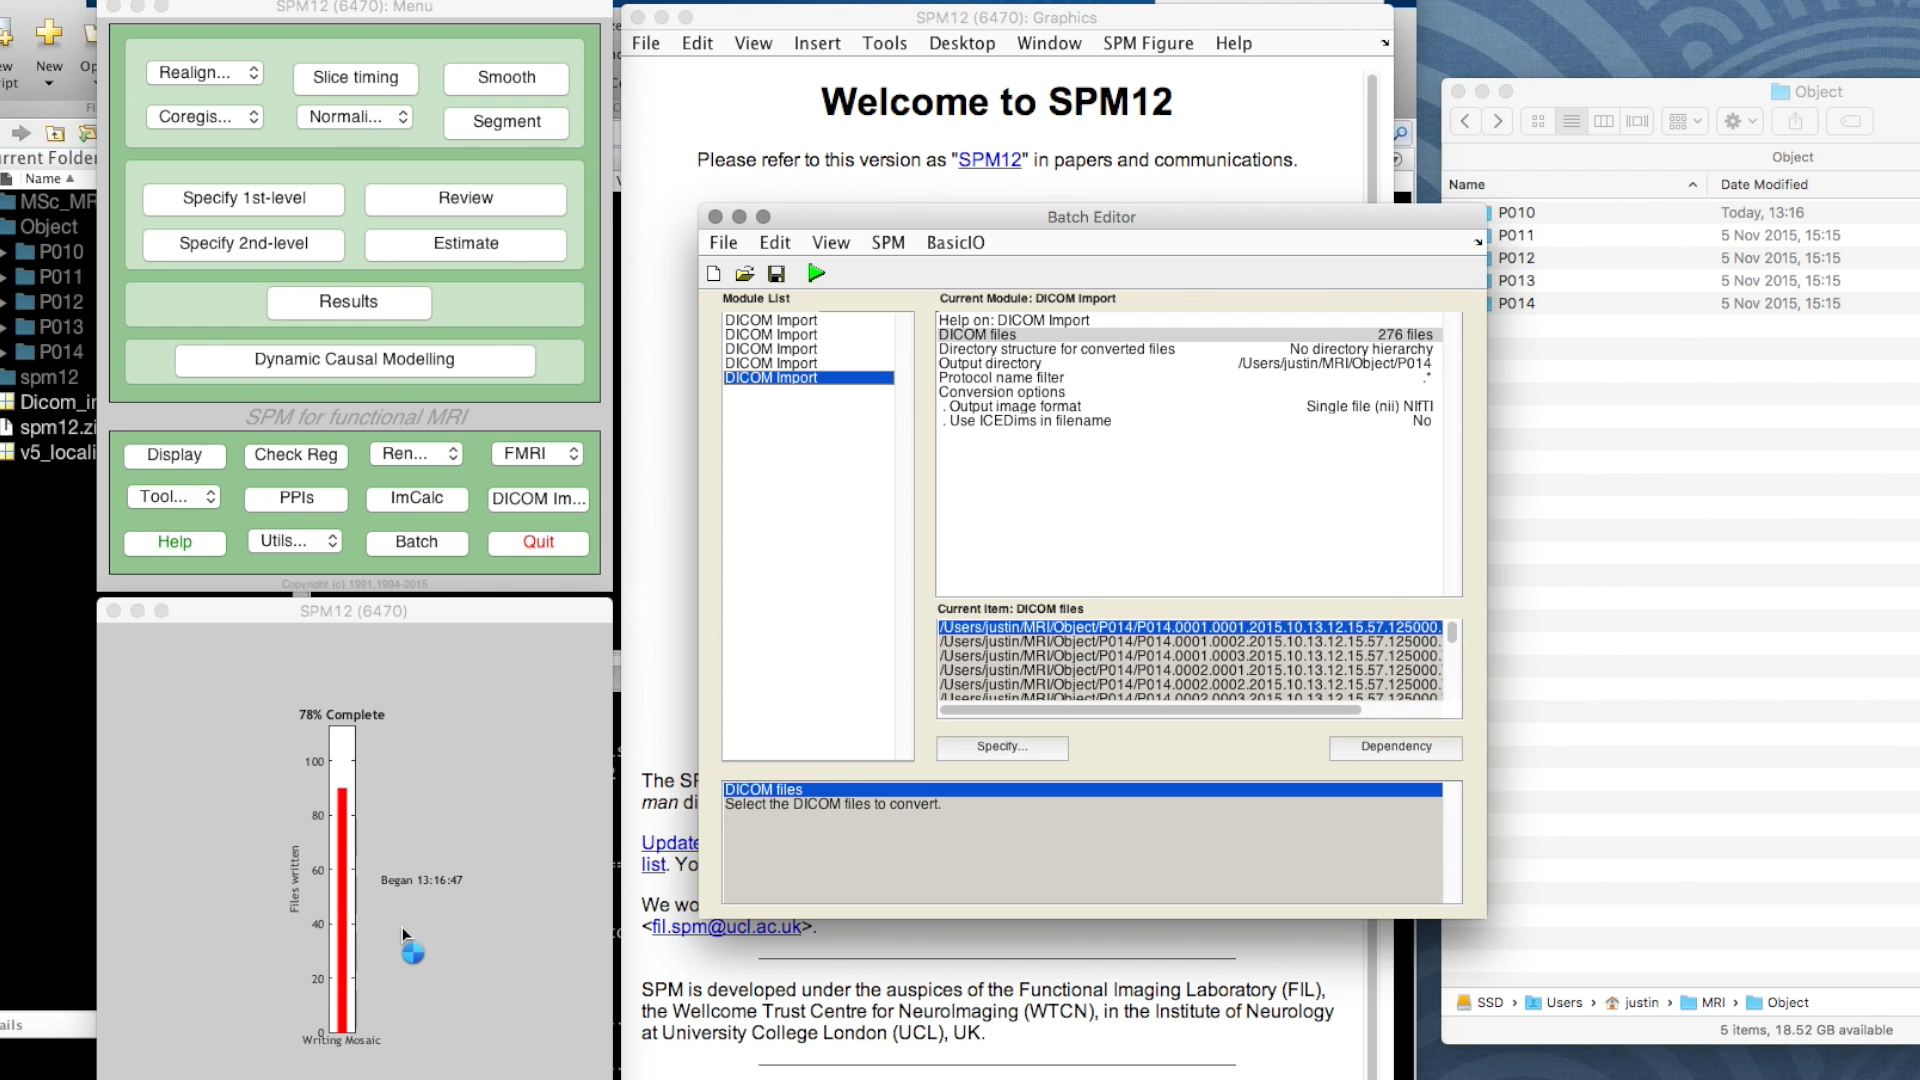 SPM12 (6470): Menu
New
Realign...
Slice timing
Smooth
Coregis...
Normali...
Segment
Specify 1st-level
Review
Specify 2nd-level
Estimate
Results
Dynamic Causal Modelling
SPM for functional MRI
Display
Check Reg
Ren...
FMRI
Tool...
PPIs
ImCalc
DICOM Im...
Help
Utils...
Batch
Quit
Copyright (c) 1991,1994-2015
rrent Folder
Name
MSc_MR
Object
P010
P011
P012
P013
P014
spm12
Dicom_i
spm12.zi
v5_locali
ails
SPM12 (6470)
78% Complete
100
80
60
40
20
0
Files written
Began 13:16:47
Writing Mosaic
SPM12 (6470): Graphics
File Edit View Insert Tools Desktop Window SPM Figure Help
Welcome to SPM12
Please refer to this version as "SPM12" in papers and communications.
The SP
man di
Update
list. Yo
We wo
<fil.spm@ucl.ac.uk>.
SPM is developed under the auspices of the Functional Imaging Laboratory (FIL),
the Wellcome Trust Centre for NeuroImaging (WTCN), in the Institute of Neurology
at University College London (UCL), UK.
Batch Editor
File Edit View SPM BasicIO
Module List
DICOM Import
DICOM Import
DICOM Import
DICOM Import
DICOM Import
Current Module: DICOM Import
Help on: DICOM Import
DICOM files 276 files
Directory structure for converted files No directory hierarchy
Output directory /Users/justin/MRI/Object/P014
Protocol name filter .*
Conversion options
. Output image format Single file (nii) NIfTI
. Use ICEDims in filename No
Current Item: DICOM files
/Users/justin/MRI/Object/P014/P014.0001.0001.2015.10.13.12.15.57.125000.
/Users/justin/MRI/Object/P014/P014.0001.0002.2015.10.13.12.15.57.125000.
/Users/justin/MRI/Object/P014/P014.0001.0003.2015.10.13.12.15.57.125000.
/Users/justin/MRI/Object/P014/P014.0002.0001.2015.10.13.12.15.57.125000.
/Users/justin/MRI/Object/P014/P014.0002.0002.2015.10.13.12.15.57.125000.
/Users/justin/MRI/Object/P014/P014.0002.0003.2015.10.13.12.15.57.125000.
Specify...
Dependency
DICOM files
Select the DICOM files to convert.
Object
Object
Name Date Modified
P010 Today, 13:16
P011 5 Nov 2015, 15:15
P012 5 Nov 2015, 15:15
P013 5 Nov 2015, 15:15
P014 5 Nov 2015, 15:15
SSD › Users › justin › MRI › Object
5 items, 18.52 GB available